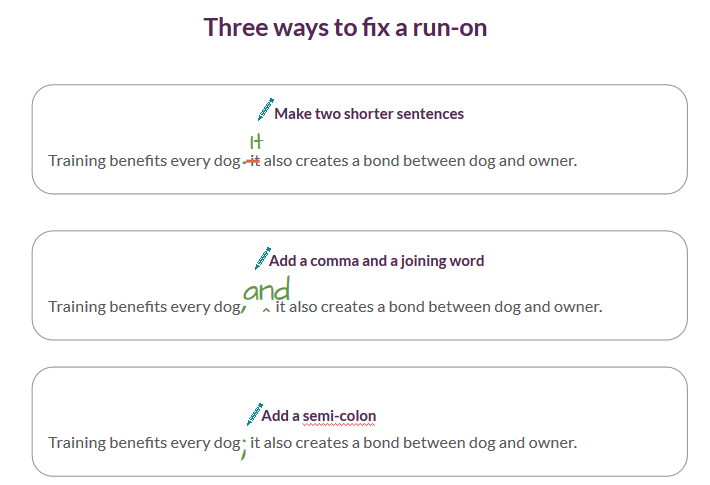 Three ways to fix a run-on
Make two shorter sentences
It
Training benefits every dog. it also creates a bond between dog and owner.
Add a comma and a joining word
and
Training benefits every dog, ^ it also creates a bond between dog and owner.
Add a semi-colon
Training benefits every dog; it also creates a bond between dog and owner.